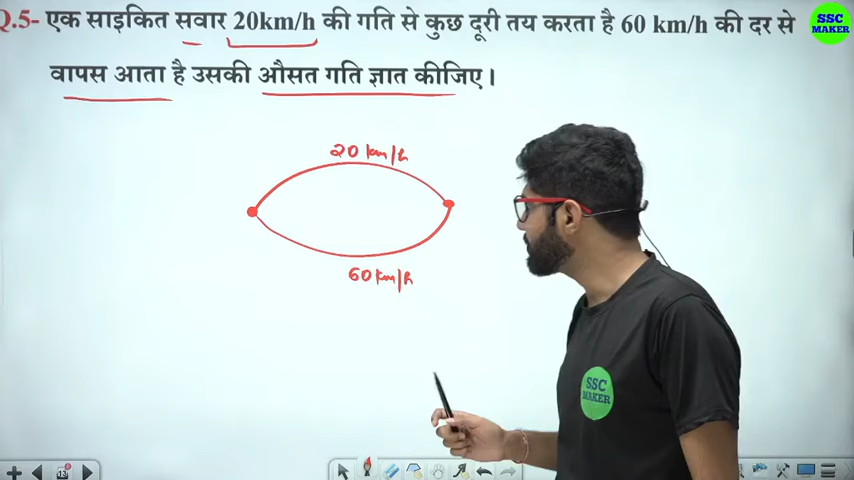 Q.5- एक साइकित सवार 20km/h की गति से कुछ दूरी तय करता है 60 km/h की दर से
वापस आता है उसकी औसत गति ज्ञात कीजिए।
SSC
MAKER
20 km/h
60 km/h
SSC
MAKER